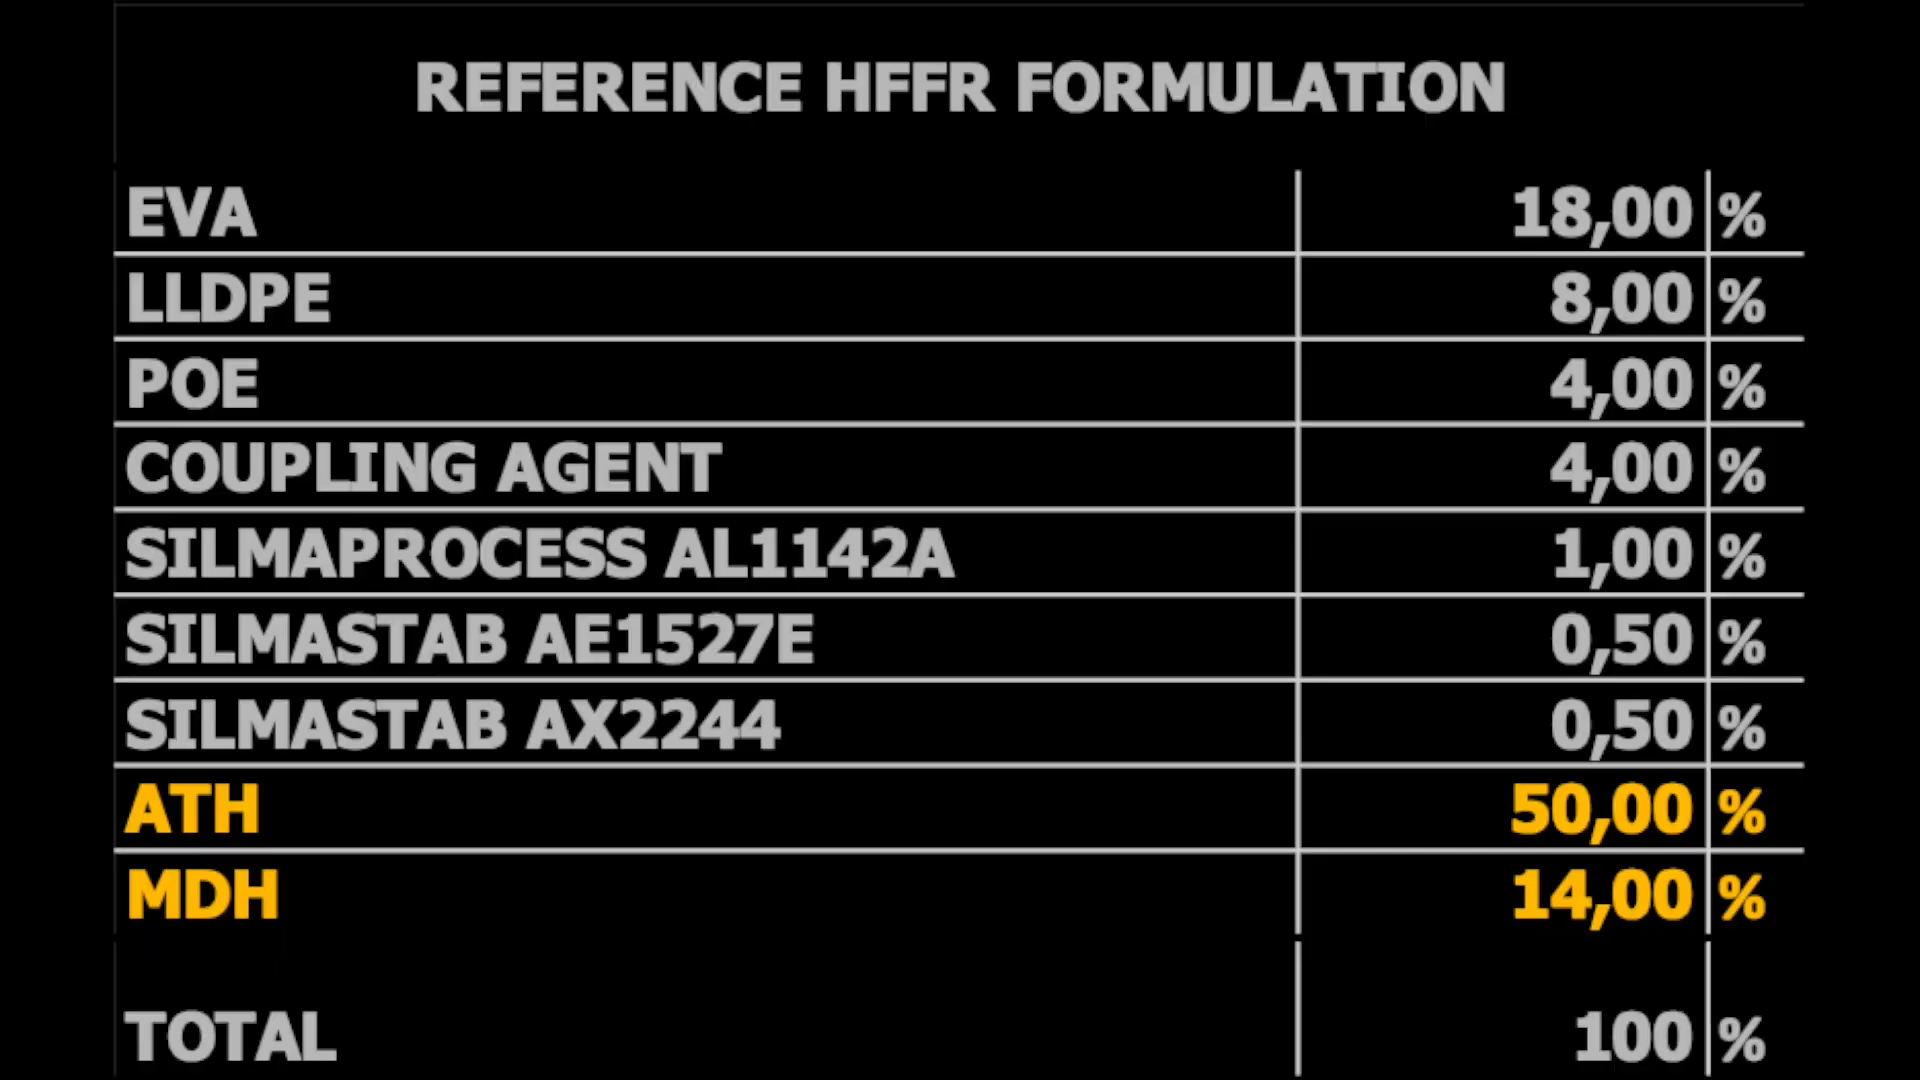 REFERENCE HFFR FORMULATION
EVA 18,00 %
LLDPE 8,00 %
POE 4,00 %
COUPLING AGENT 4,00 %
SILMAPROCESS AL1142A 1,00 %
SILMASTAB AE1527E 0,50 %
SILMASTAB AX2244 0,50 %
ATH 50,00 %
MDH 14,00 %
TOTAL 100 %